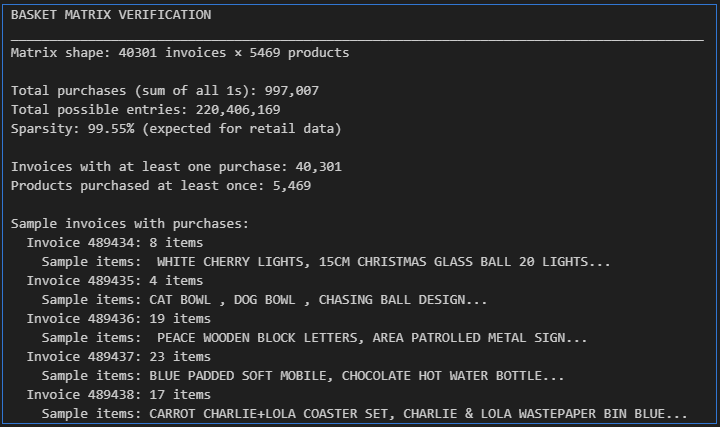 BASKET MATRIX VERIFICATION
Matrix shape: 40301 invoices × 5469 products
Total purchases (sum of all 1s): 997,007
Total possible entries: 220,406,169
Sparsity: 99.55% (expected for retail data)
Invoices with at least one purchase: 40,301
Products purchased at least once: 5,469
Sample invoices with purchases:
Invoice 489434: 8 items
Sample items:  WHITE CHERRY LIGHTS, 15CM CHRISTMAS GLASS BALL 20 LIGHTS...
Invoice 489435: 4 items
Sample items: CAT BOWL , DOG BOWL , CHASING BALL DESIGN...
Invoice 489436: 19 items
Sample items:  PEACE WOODEN BLOCK LETTERS, AREA PATROLLED METAL SIGN...
Invoice 489437: 23 items
Sample items: BLUE PADDED SOFT MOBILE, CHOCOLATE HOT WATER BOTTLE...
Invoice 489438: 17 items
Sample items: CARROT CHARLIE+LOLA COASTER SET, CHARLIE & LOLA WASTEPAPER BIN BLUE...